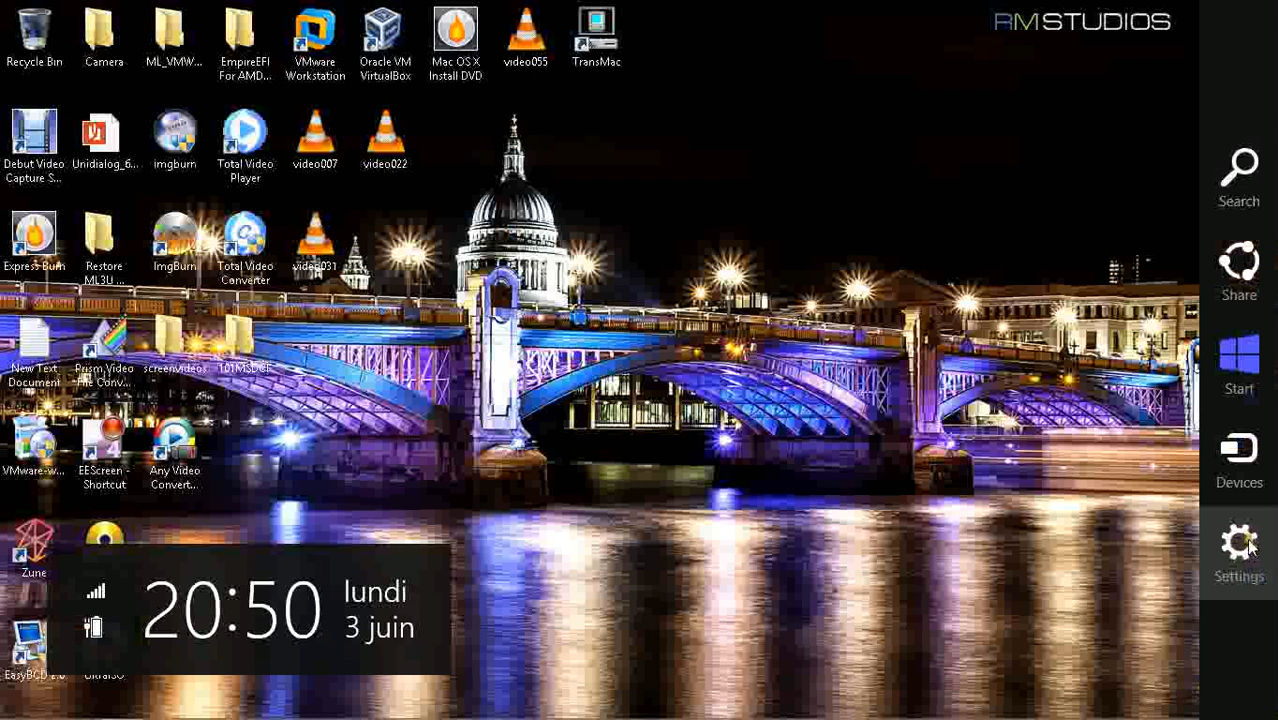 RMSTUDIOS
Recycle Bin
Camera
ML_VMW...
EmpireEFI
For AMD...
VMware
Workstation
Oracle VM
VirtualBox
Mac OS X
Install DVD
video055
TransMac
Debut Video
Capture S...
Unidialog_6...
imgburn
Total Video
Player
video007
video022
Express Burn
Restore
ML3U ...
ImgBurn
Total Video
Converter
video031
New Text
Document
Prism Video
File Conv...
screenvideos
101MSDCF
VMware-w...
EEScreen -
Shortcut
Any Video
Convert...
Zune
EasyBCD 2.0
UltraISO
20:50
lundi
3 juin
Search
Share
Start
Devices
Settings